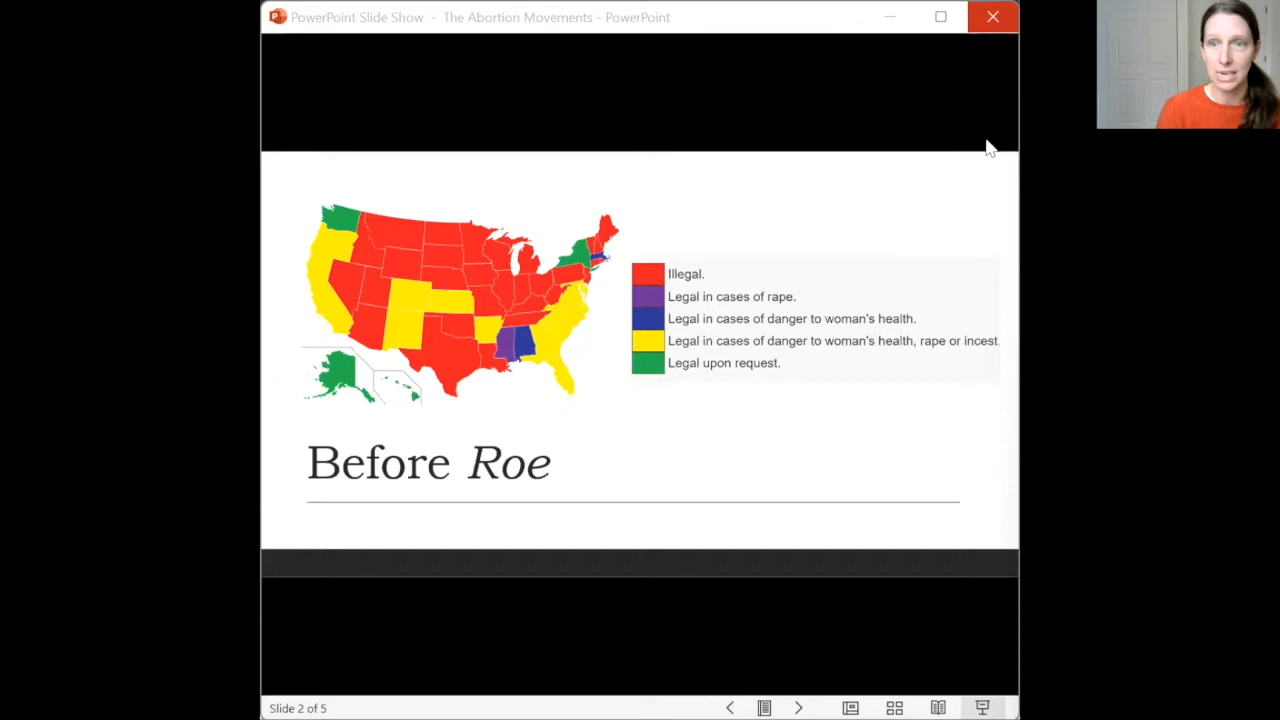 PowerPoint Slide Show - The Abortion Movements - PowerPoint
Illegal.
Legal in cases of rape.
Legal in cases of danger to woman's health.
Legal in cases of danger to woman's health, rape or incest
Legal upon request.
Before Roe
Slide 2 of 5